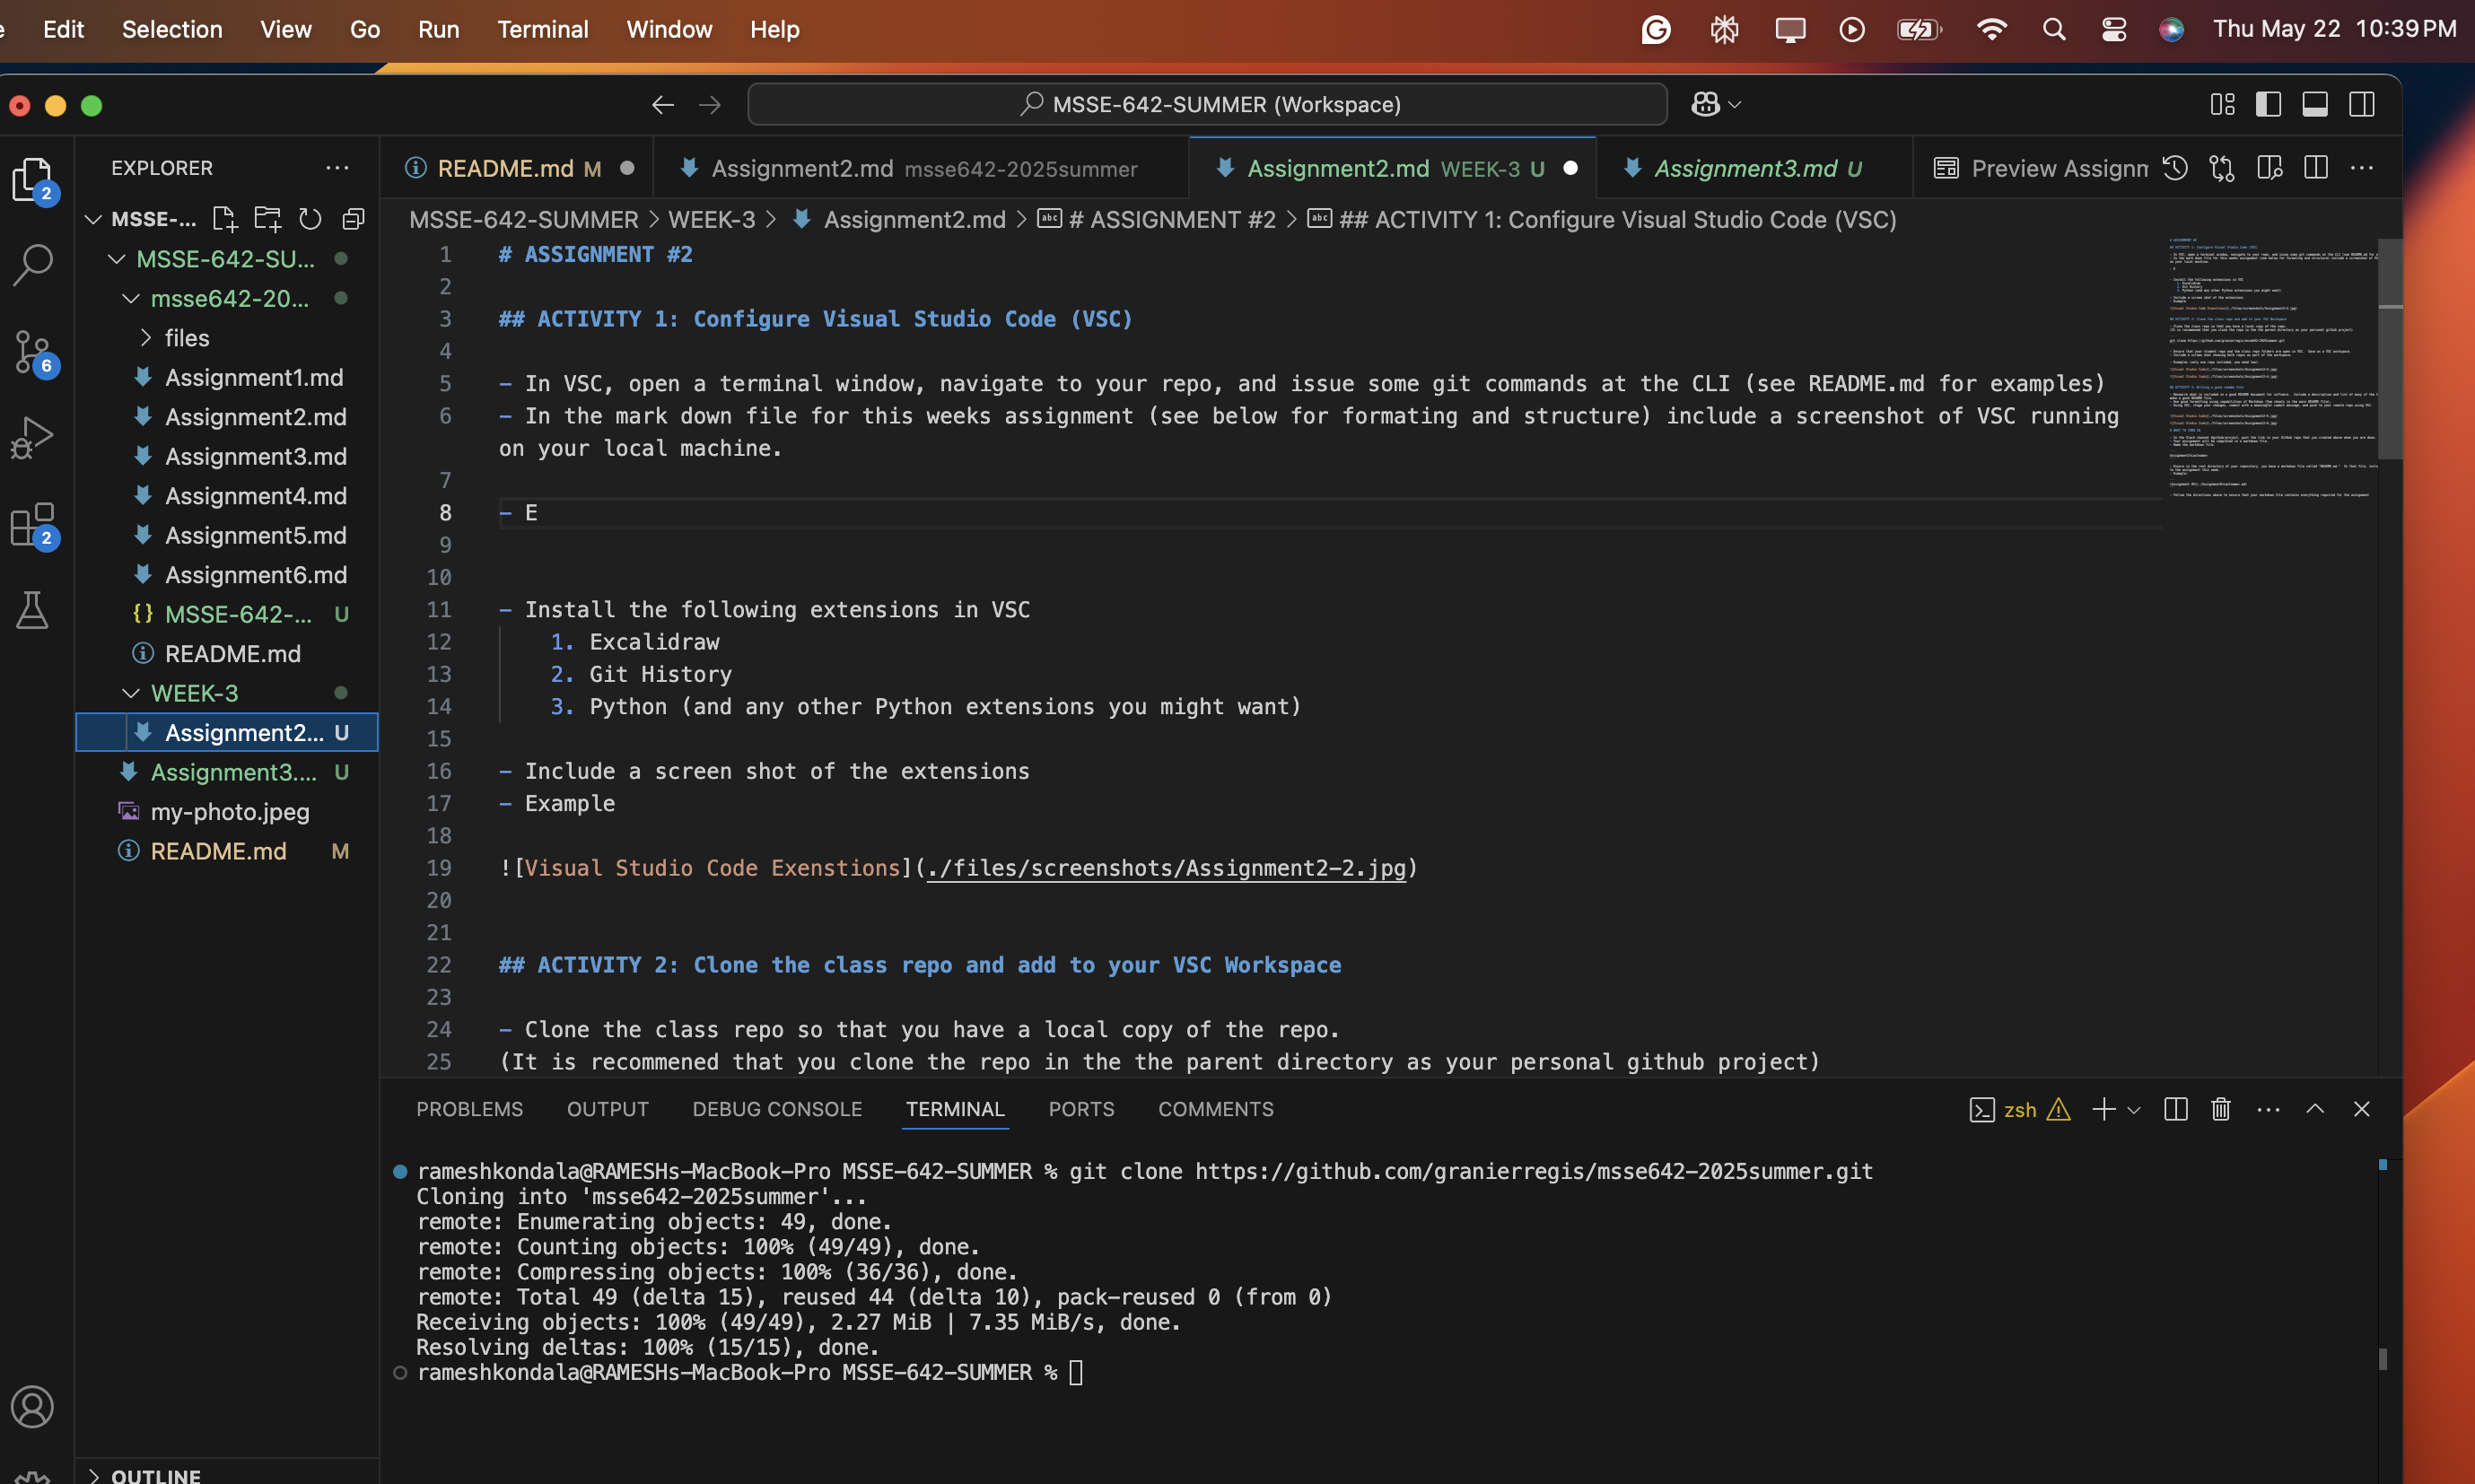 Edit Selection View Go Run Terminal Window Help Thu May 22 10:39 PM
MSSE-642-SUMMER (Workspace)
EXPLORER
README.md M
Assignment2.md msse642-2025summer
Assignment2.md WEEK-3 U
Assignment3.md U
Preview Assignm
MSSE-...
MSSE-642-SU...
msse642-20...
files
Assignment1.md
Assignment2.md
Assignment3.md
Assignment4.md
Assignment5.md
Assignment6.md
{} MSSE-642-... U
README.md
WEEK-3
Assignment2... U
Assignment3.... U
my-photo.jpeg
README.md M
OUTLINE
2
6
2
MSSE-642-SUMMER > WEEK-3 > Assignment2.md > abc # ASSIGNMENT #2 > abc ## ACTIVITY 1: Configure Visual Studio Code (VSC)
1 # ASSIGNMENT #2
2
3 ## ACTIVITY 1: Configure Visual Studio Code (VSC)
4
5 - In VSC, open a terminal window, navigate to your repo, and issue some git commands at the CLI (see README.md for examples)
6 - In the mark down file for this weeks assignment (see below for formating and structure) include a screenshot of VSC running
on your local machine.
7
8 - E
9
10
11 - Install the following extensions in VSC
12 1. Excalidraw
13 2. Git History
14 3. Python (and any other Python extensions you might want)
15
16 - Include a screen shot of the extensions
17 - Example
18
19 ![Visual Studio Code Exenstions](./files/screenshots/Assignment2-2.jpg)
20
21
22 ## ACTIVITY 2: Clone the class repo and add to your VSC Workspace
23
24 - Clone the class repo so that you have a local copy of the repo.
25 (It is recommened that you clone the repo in the the parent directory as your personal github project)
PROBLEMS OUTPUT DEBUG CONSOLE TERMINAL PORTS COMMENTS
zsh
rameshkondala@RAMESHs-MacBook-Pro MSSE-642-SUMMER % git clone https://github.com/granierregis/msse642-2025summer.git
Cloning into 'msse642-2025summer'...
remote: Enumerating objects: 49, done.
remote: Counting objects: 100% (49/49), done.
remote: Compressing objects: 100% (36/36), done.
remote: Total 49 (delta 15), reused 44 (delta 10), pack-reused 0 (from 0)
Receiving objects: 100% (49/49), 2.27 MiB | 7.35 MiB/s, done.
Resolving deltas: 100% (15/15), done.
rameshkondala@RAMESHs-MacBook-Pro MSSE-642-SUMMER %